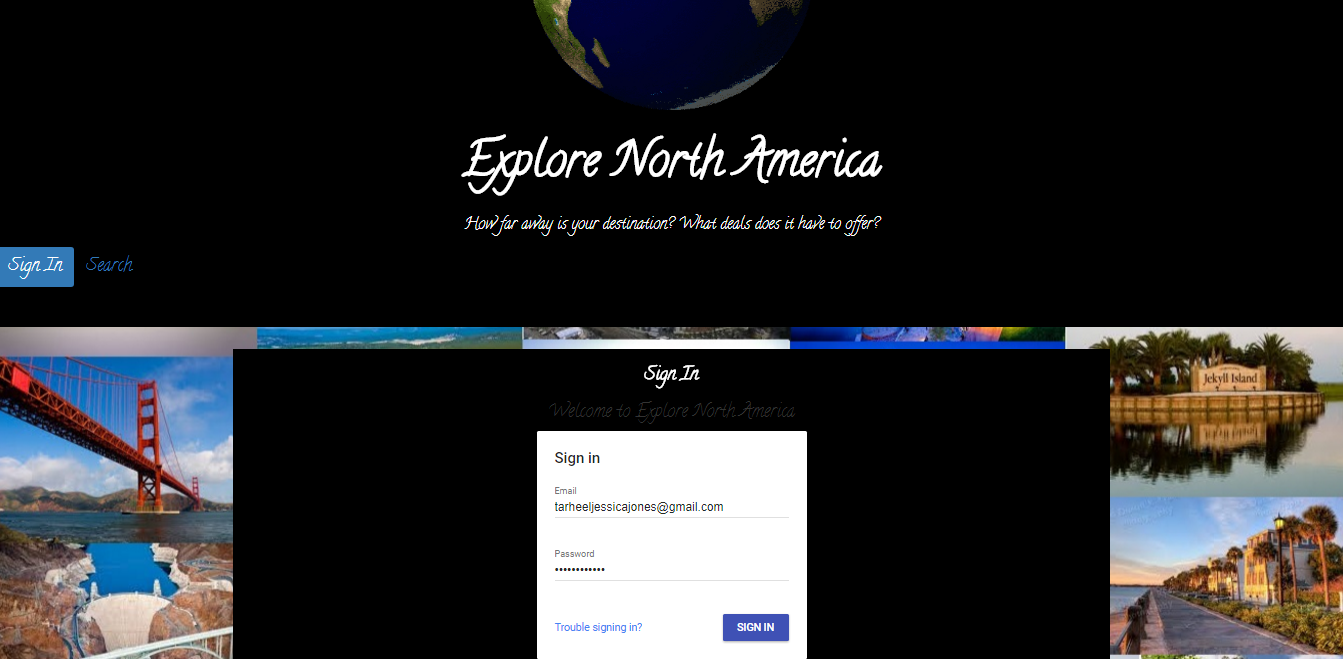 Explore North America
How far away is your destination? What deals does it have to offer?
Sign In Search
Jekyll Island
Sign In
Welcome to Explore North America
Sign in
Email
tarheeljessicajones@gmail.com
Password
••••••••••••
Trouble signing in?
SIGN IN